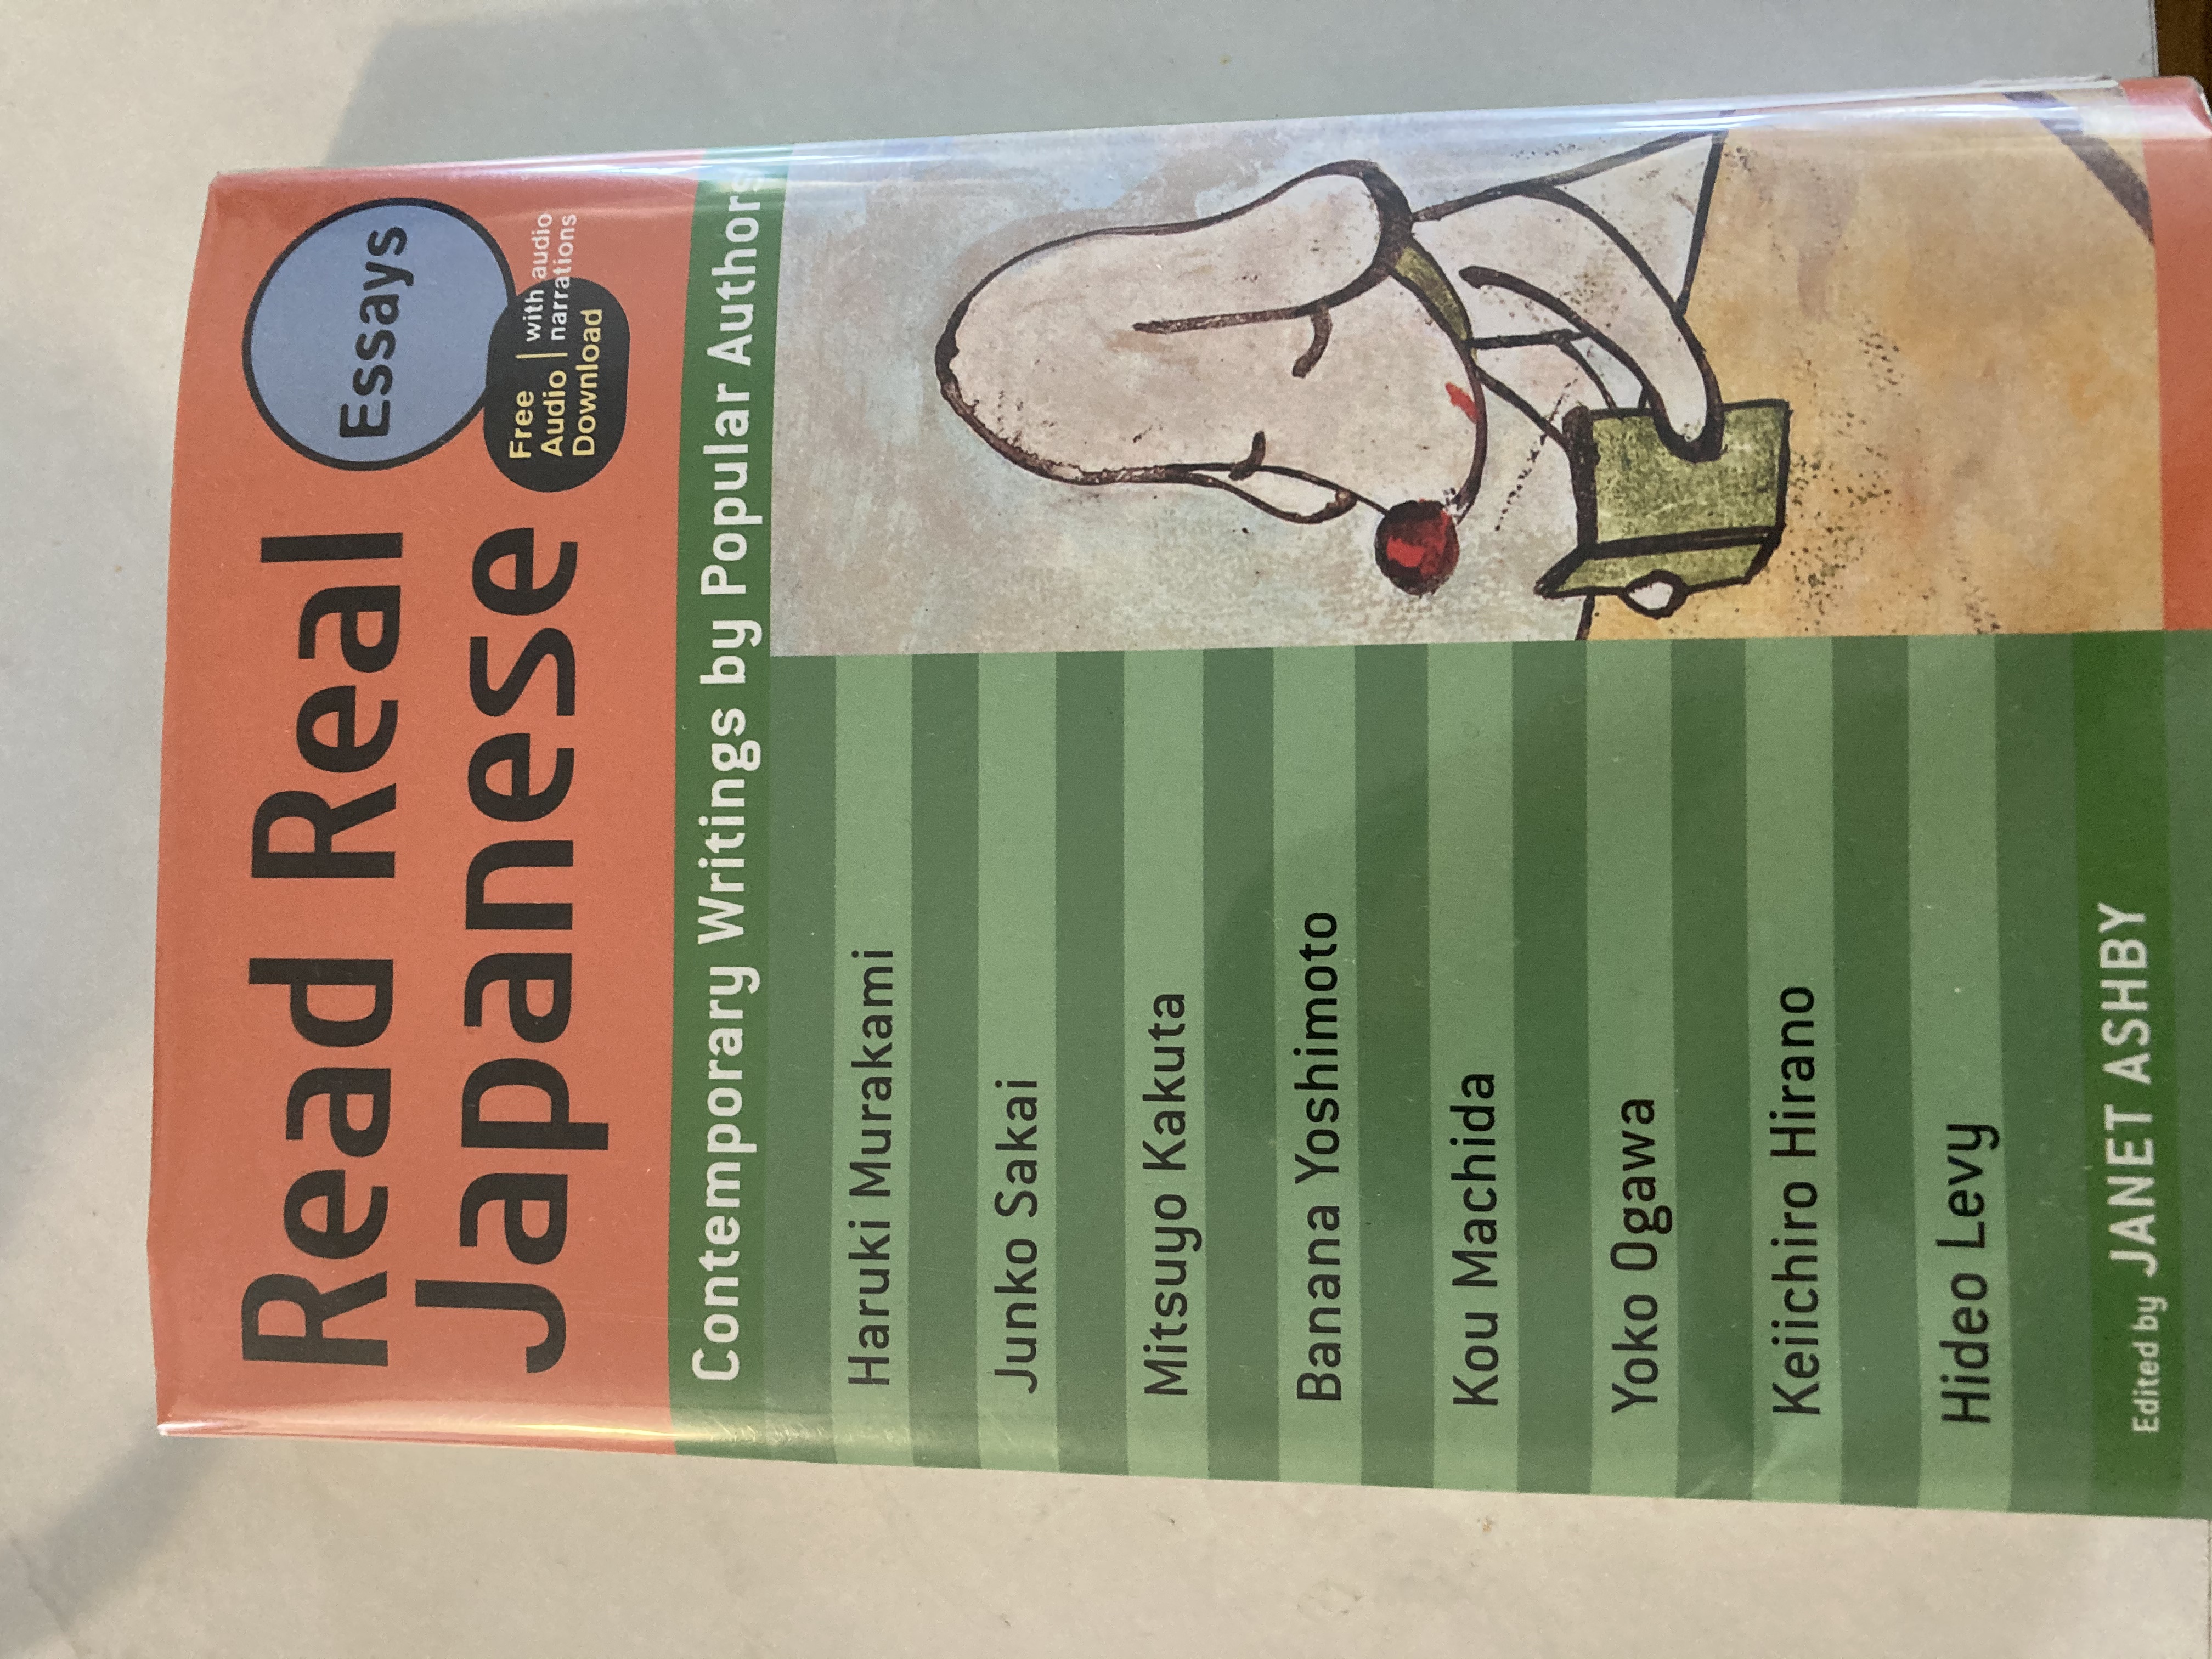 Read Real
Japanese
Essays
Free
Audio
Download
with audio
narrations
Contemporary Writings by Popular Authors
Haruki Murakami
Junko Sakai
Mitsuyo Kakuta
Banana Yoshimoto
Kou Machida
Yoko Ogawa
Keiichiro Hirano
Hideo Levy
Edited by JANET ASHBY